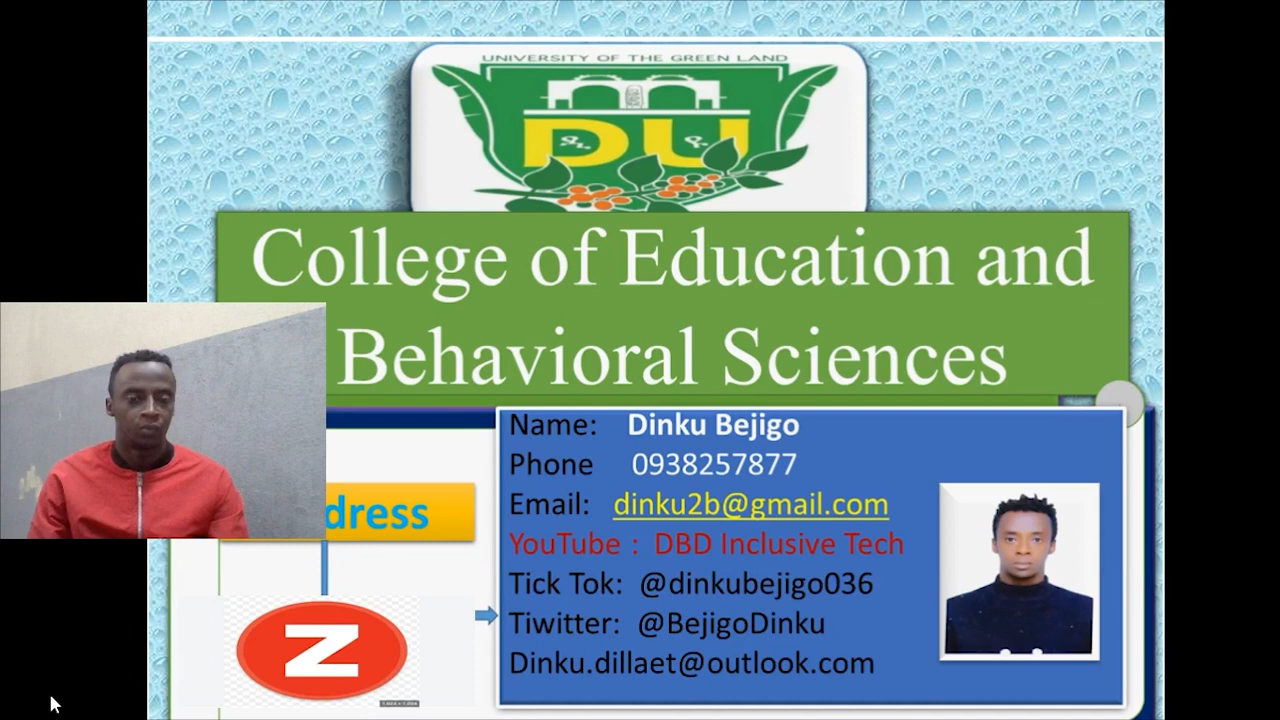 UNIVERSITY OF THE GREEN LAND
DU
College of Education and
Behavioral Sciences
dress
Name: Dinku Bejigo
Phone 0938257877
Email: dinku2b@gmail.com
YouTube : DBD Inclusive Tech
Tick Tok: @dinkubejigo036
Tiwitter: @BejigoDinku
Dinku.dillaet@outlook.com
Z